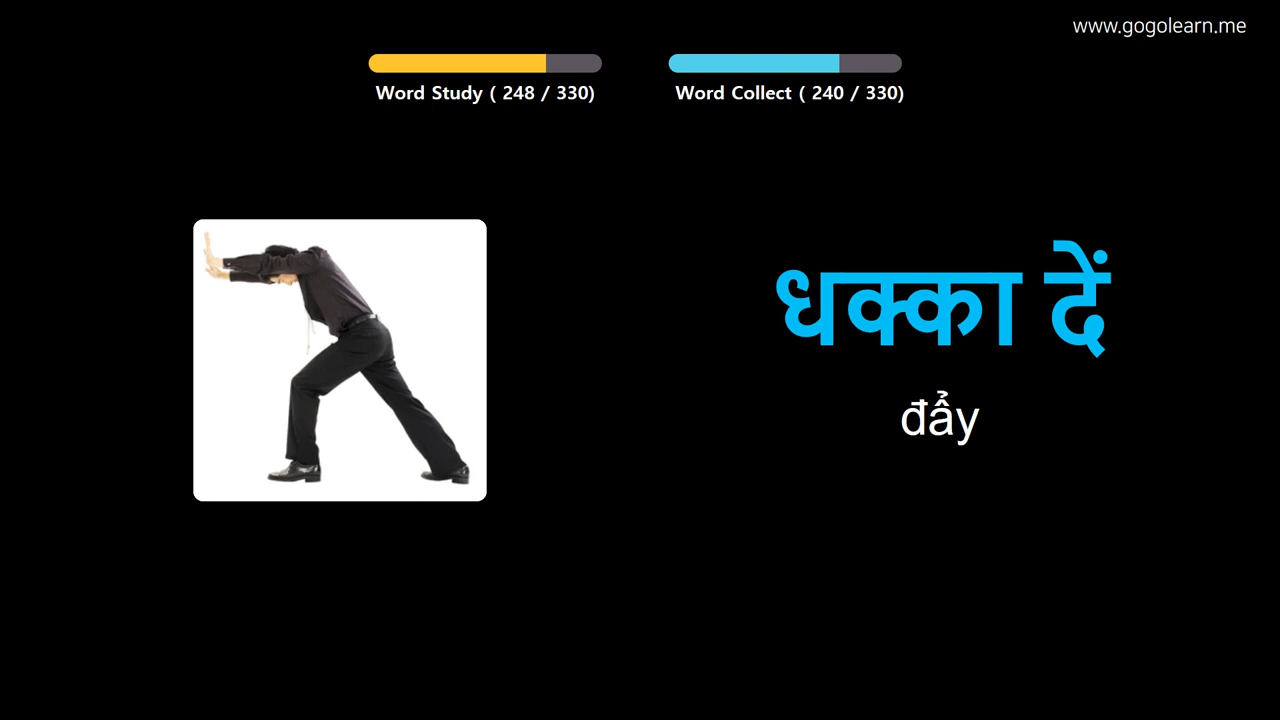 www.gogolearn.me
Word Study ( 248 / 330)
Word Collect ( 240 / 330)
धक्का दें
đẩy